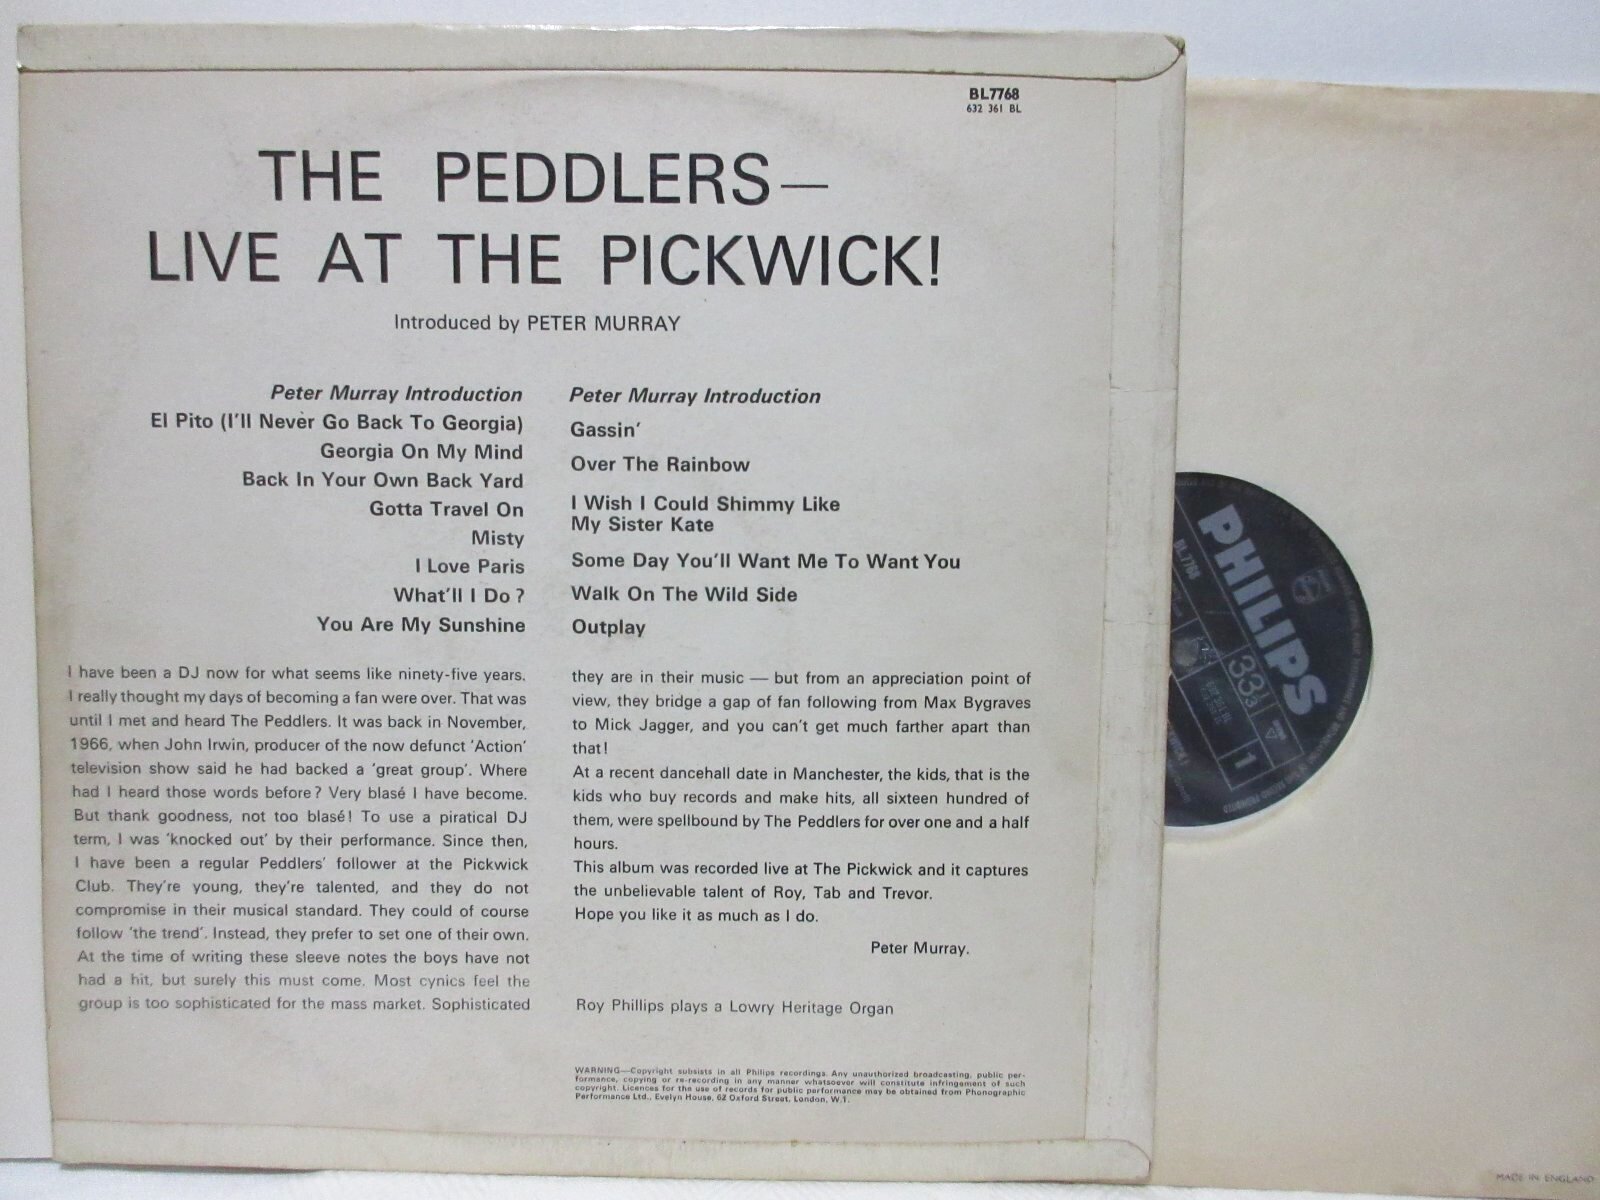 BL7768
632 361 BL
THE PEDDLERS—
LIVE AT THE PICKWICK!
Introduced by PETER MURRAY
Peter Murray Introduction
El Pito (I'll Never Go Back To Georgia)
Georgia On My Mind
Back In Your Own Back Yard
Gotta Travel On
Misty
I Love Paris
What'll I Do?
You Are My Sunshine
Peter Murray Introduction
Gassin'
Over The Rainbow
I Wish I Could Shimmy Like
My Sister Kate
Some Day You'll Want Me To Want You
Walk On The Wild Side
Outplay
I have been a DJ now for what seems like ninety-five years.
I really thought my days of becoming a fan were over. That was
until I met and heard The Peddlers. It was back in November,
1966, when John Irwin, producer of the now defunct 'Action'
television show said he had backed a 'great group'. Where
had I heard those words before? Very blasé I have become.
But thank goodness, not too blasé! To use a piratical DJ
term, I was 'knocked out' by their performance. Since then,
I have been a regular Peddlers' follower at the Pickwick
Club. They're young, they're talented, and they do not
compromise in their musical standard. They could of course
follow 'the trend'. Instead, they prefer to set one of their own.
At the time of writing these sleeve notes the boys have not
had a hit, but surely this must come. Most cynics feel the
group is too sophisticated for the mass market. Sophisticated
they are in their music — but from an appreciation point of
view, they bridge a gap of fan following from Max Bygraves
to Mick Jagger, and you can't get much farther apart than
that!
At a recent dancehall date in Manchester, the kids, that is the
kids who buy records and make hits, all sixteen hundred of
them, were spellbound by The Peddlers for over one and a half
hours.
This album was recorded live at The Pickwick and it captures
the unbelievable talent of Roy, Tab and Trevor.
Hope you like it as much as I do.
Peter Murray.
Roy Phillips plays a Lowry Heritage Organ
WARNING—Copyright subsists in all Philips recordings. Any unauthorized broadcasting, public per-
formance, copying or re-recording in any manner whatsoever will constitute infringement of such
copyright. Licences for the use of records for public performance may be obtained from Phonographic
Performance Ltd., Evelyn House, 62 Oxford Street, London, W.1.
PHILIPS
BL7768
33⅓
1
MADE IN ENGLAND